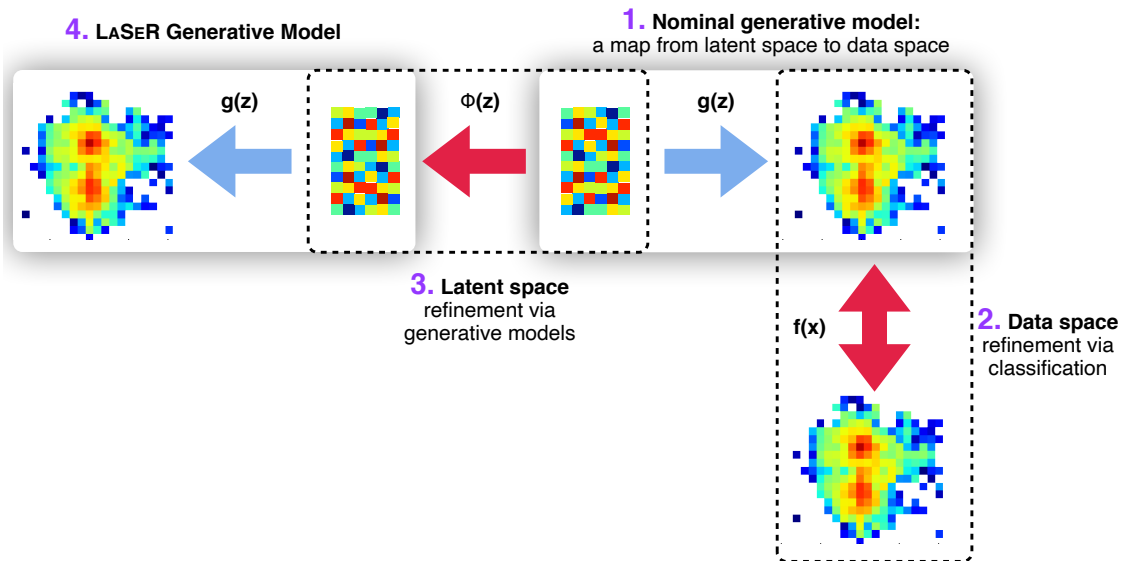 4. LASER Generative Model
1. Nominal generative model:
a map from latent space to data space
g(z)
Φ(z)
g(z)
3. Latent space
refinement via
generative models
f(x)
2. Data space
refinement via
classification